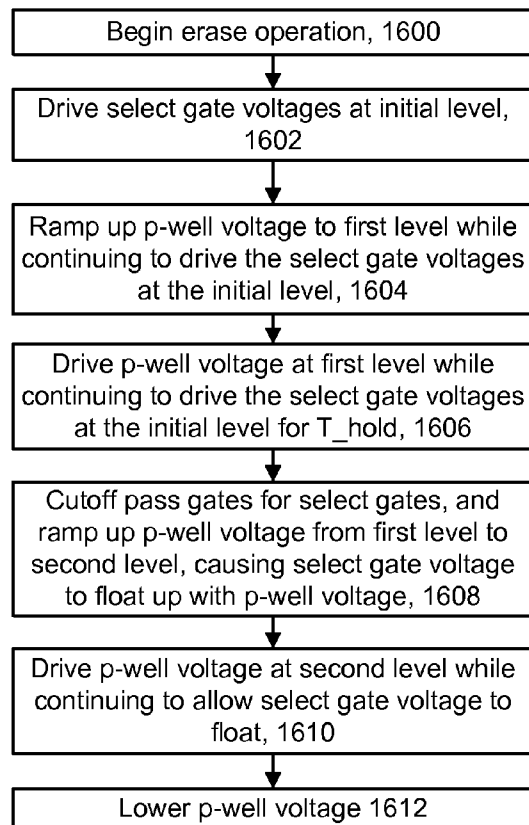 Begin erase operation, 1600
Drive select gate voltages at initial level,
1602
Ramp up p-well voltage to first level while
continuing to drive the select gate voltages
at the initial level, 1604
Drive p-well voltage at first level while
continuing to drive the select gate voltages
at the initial level for T_hold, 1606
Cutoff pass gates for select gates, and
ramp up p-well voltage from first level to
second level, causing select gate voltage
to float up with p-well voltage, 1608
Drive p-well voltage at second level while
continuing to allow select gate voltage to
float, 1610
Lower p-well voltage 1612